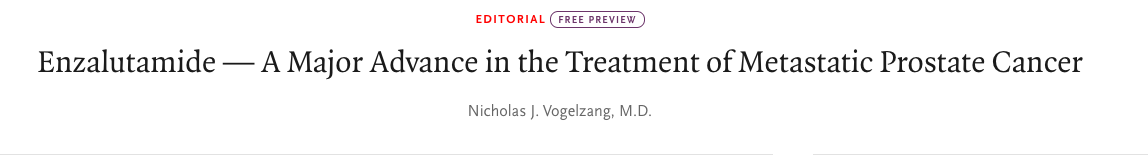 EDITORIAL FREE PREVIEW
Enzalutamide — A Major Advance in the Treatment of Metastatic Prostate Cancer
Nicholas J. Vogelzang, M.D.